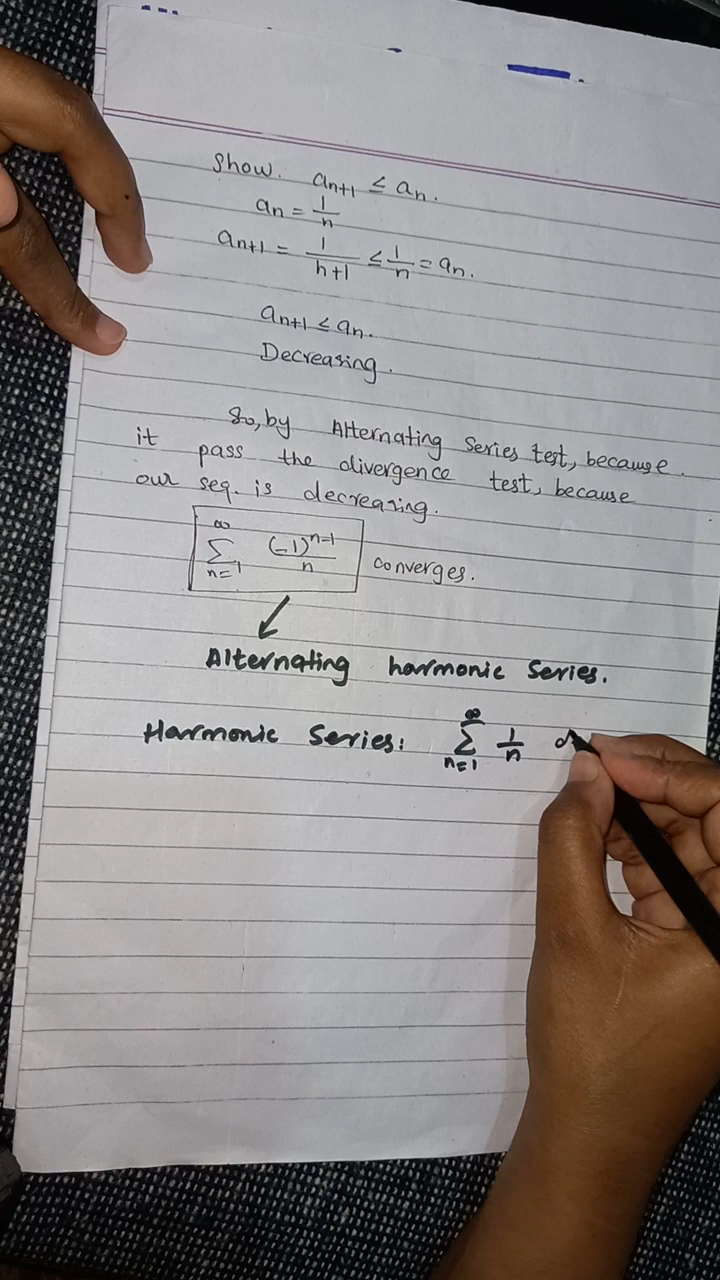 Show. an+1 ≤ an.
an = 1/n
an+1 = 1/n+1 ≤ 1/n = an.
an+1 ≤ an.
Decreasing.
So, by Alternating Series test, because.
it pass the divergence test, because
our seq. is decreasing.
∞ Σ n=1 (-1)^n-1/n converges.
Alternating harmonic Series.
Harmonic Series: ∞ Σ n=1 1/n